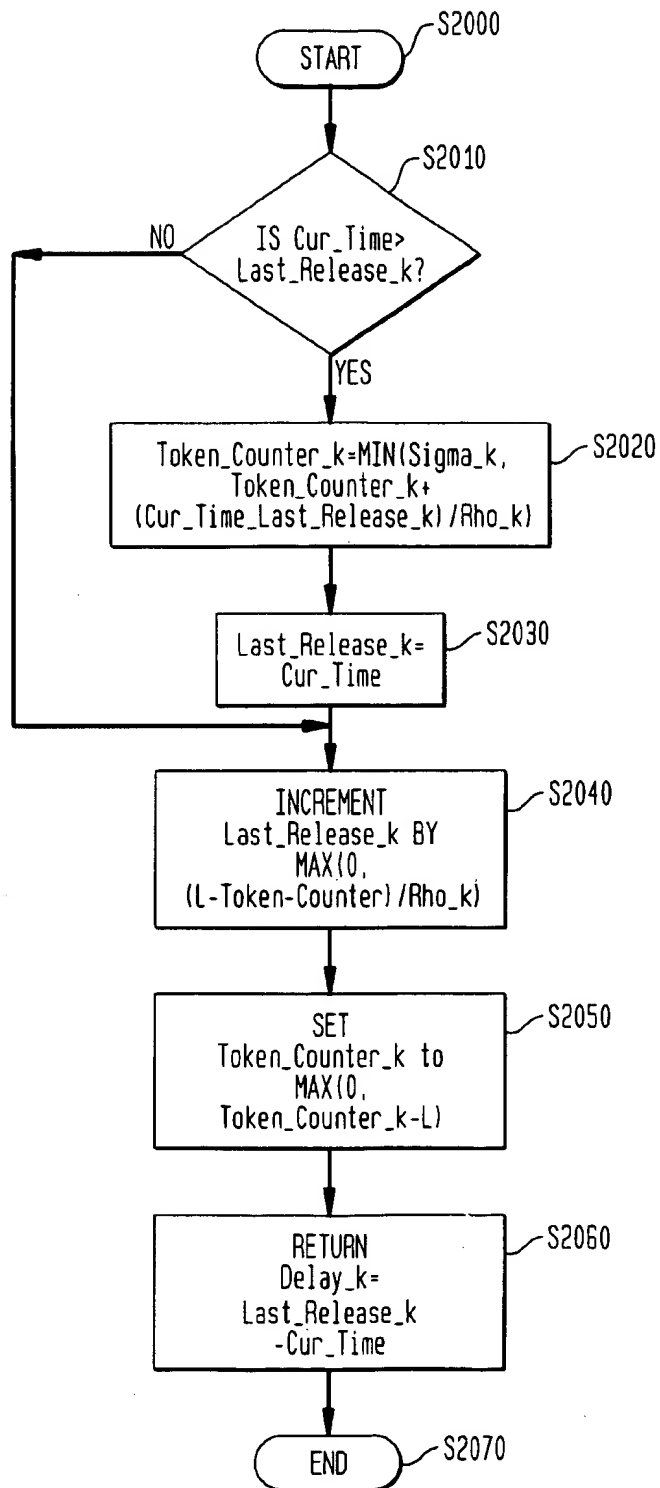 S2000
START
S2010
NO
IS Cur_Time>
Last_Release_k?
YES
S2020
Token_Counter_k=MIN(Sigma_k,
Token_Counter_k+
(Cur_Time_Last_Release_k)/Rho_k)
S2030
Last_Release_k=
Cur_Time
S2040
INCREMENT
Last_Release_k BY
MAX(0,
(L-Token-Counter)/Rho_k)
S2050
SET
Token_Counter_k to
MAX(0,
Token_Counter_k-L)
S2060
RETURN
Delay_k=
Last_Release_k
-Cur_Time
END
S2070